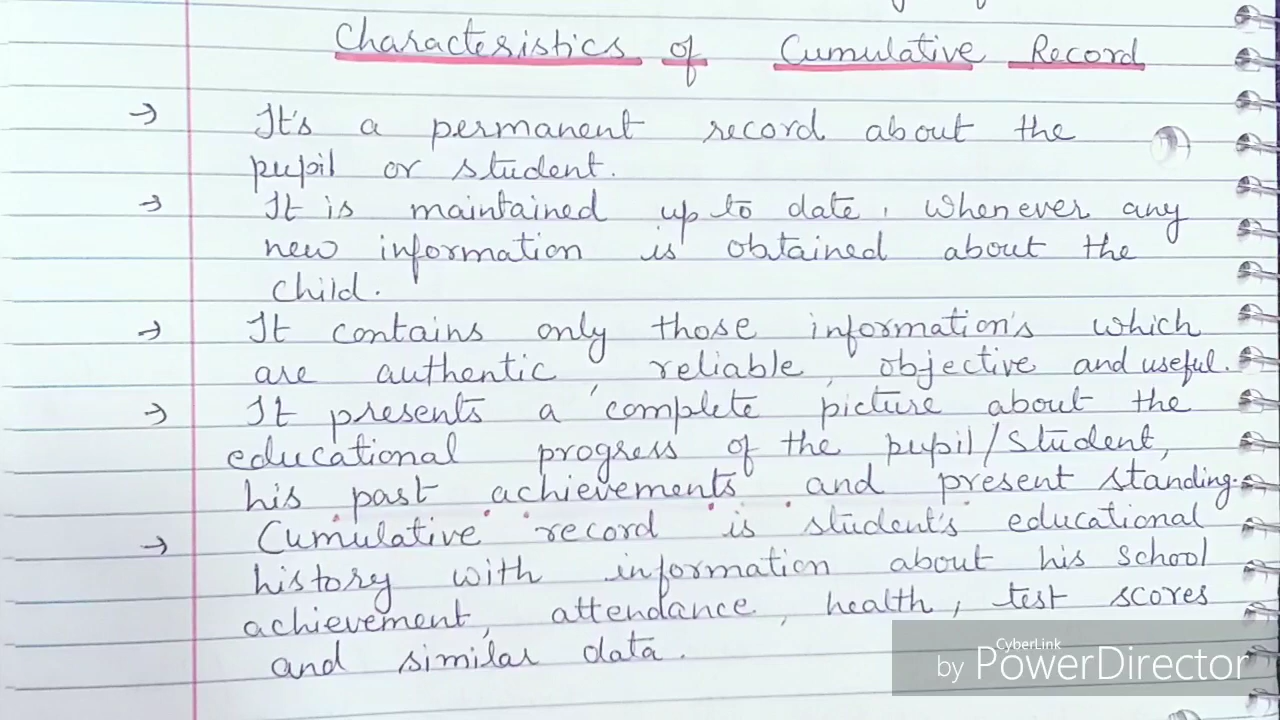 Characteristics of Cumulative Record
→ It's a permanent record about the
pupil or student.
→ It is maintained up to date, whenever any
new information is obtained about the
child.
→ It contains only those information's which
are authentic, reliable, objective and useful.
→ It presents a complete picture about the
educational progress of the pupil/student,
his past achievements and present standing.
→ Cumulative record is student's educational
history with information about his school
achievement, attendance, health, test scores
and similar data.
CyberLink
by PowerDirector